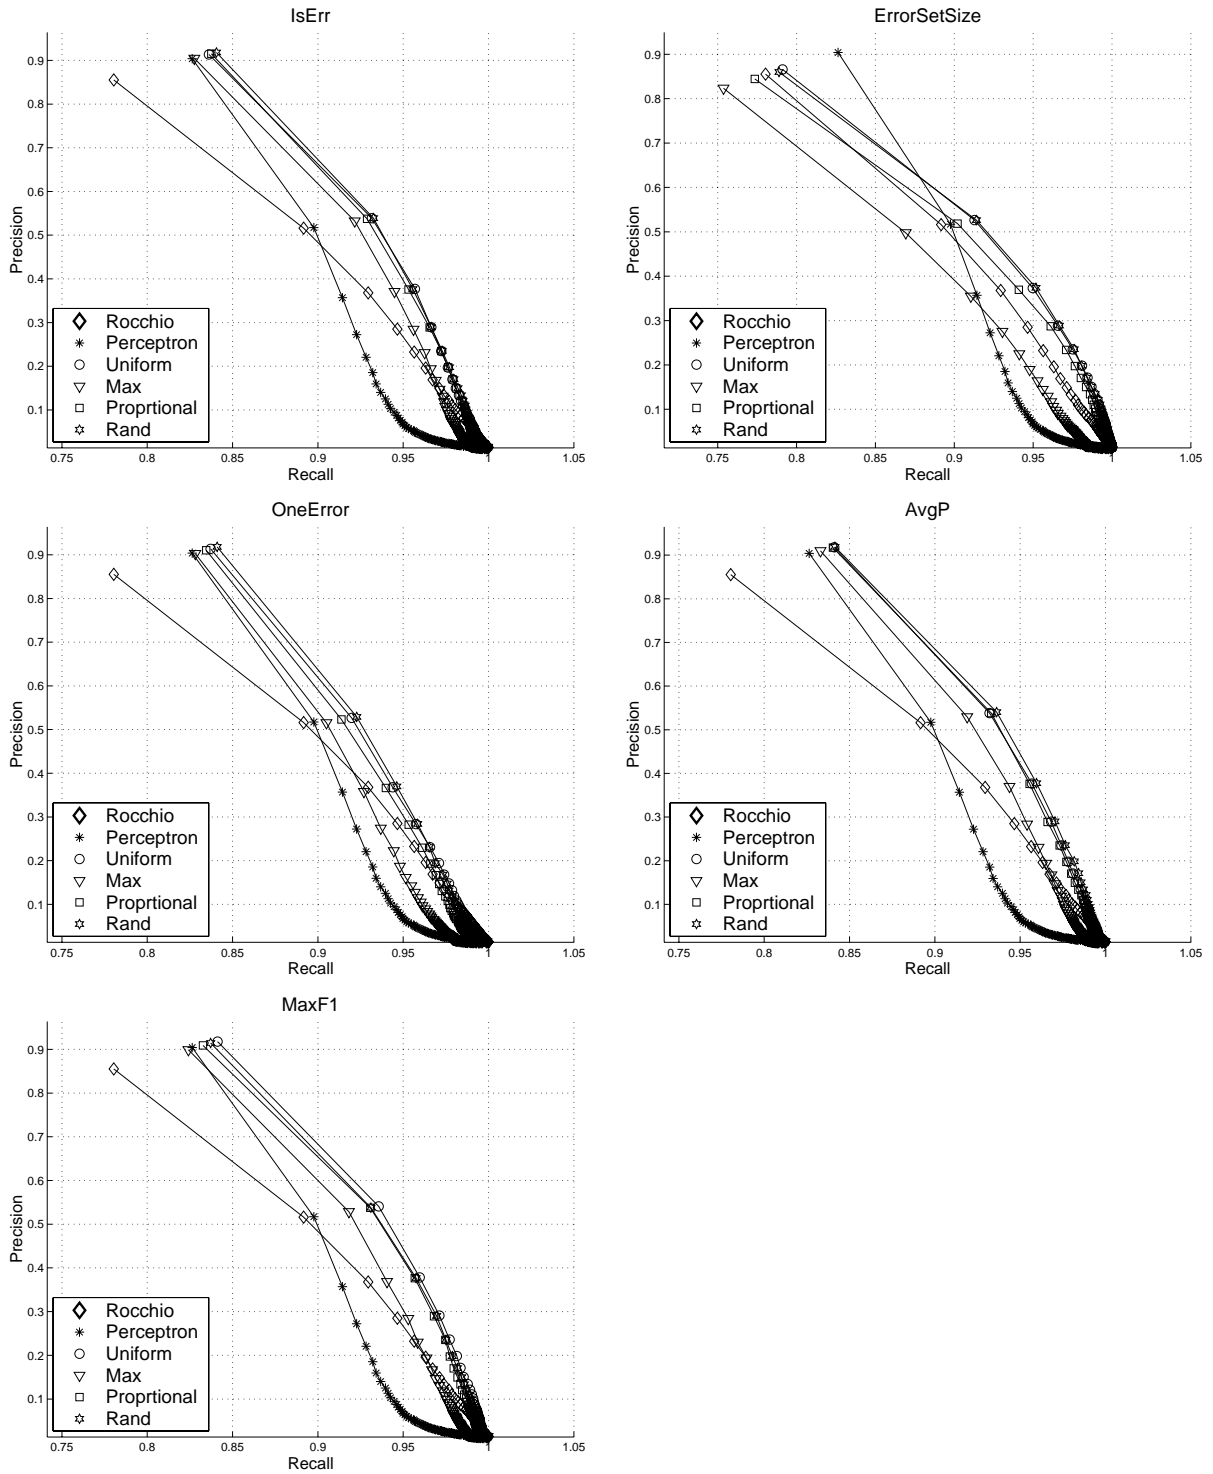 IsErr
Precision
0.9
0.8
0.7
0.6
0.5
0.4
0.3
0.2
0.1
Rocchio
Perceptron
Uniform
Max
Proprtional
Rand
0.75 0.8 0.85 0.9 0.95 1 1.05
Recall
ErrorSetSize
Precision
0.9
0.8
0.7
0.6
0.5
0.4
0.3
0.2
0.1
Rocchio
Perceptron
Uniform
Max
Proprtional
Rand
0.75 0.8 0.85 0.9 0.95 1 1.05
Recall
OneError
Precision
0.9
0.8
0.7
0.6
0.5
0.4
0.3
0.2
0.1
Rocchio
Perceptron
Uniform
Max
Proprtional
Rand
0.75 0.8 0.85 0.9 0.95 1 1.05
Recall
AvgP
Precision
0.9
0.8
0.7
0.6
0.5
0.4
0.3
0.2
0.1
Rocchio
Perceptron
Uniform
Max
Proprtional
Rand
0.75 0.8 0.85 0.9 0.95 1 1.05
Recall
MaxF1
Precision
0.9
0.8
0.7
0.6
0.5
0.4
0.3
0.2
0.1
Rocchio
Perceptron
Uniform
Max
Proprtional
Rand
0.75 0.8 0.85 0.9 0.95 1 1.05
Recall